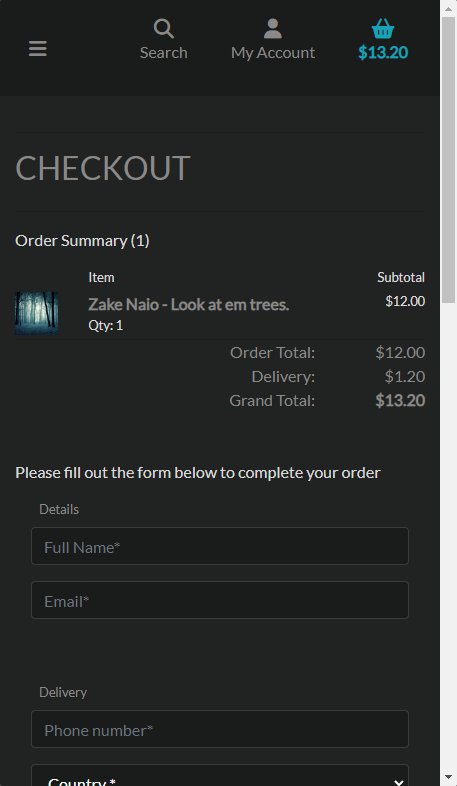 Search
My Account
$13.20
CHECKOUT
Order Summary (1)
Item Subtotal
Zake Naio - Look at em trees. $12.00
Qty: 1
Order Total: $12.00
Delivery: $1.20
Grand Total: $13.20
Please fill out the form below to complete your order
Details
Full Name*
Email*
Delivery
Phone number*
Country *